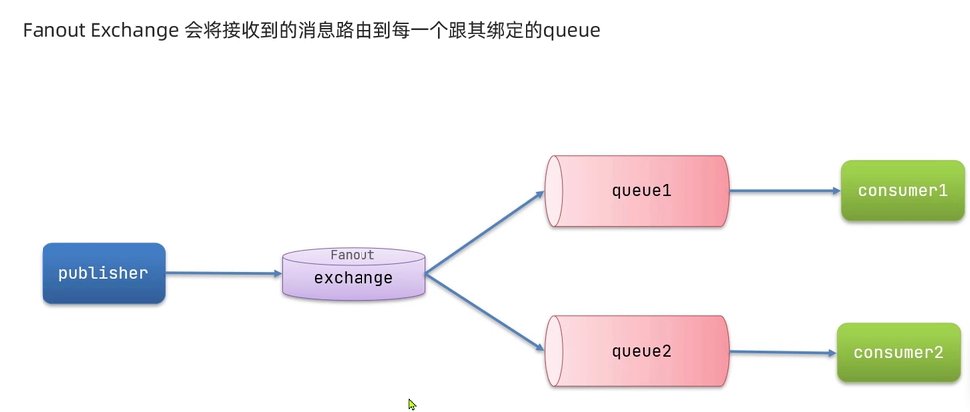 Fanout Exchange 会将接收到的消息路由到每一个跟其绑定的queue
queue1
consumer1
Fanout
publisher
exchange
queue2
consumer2